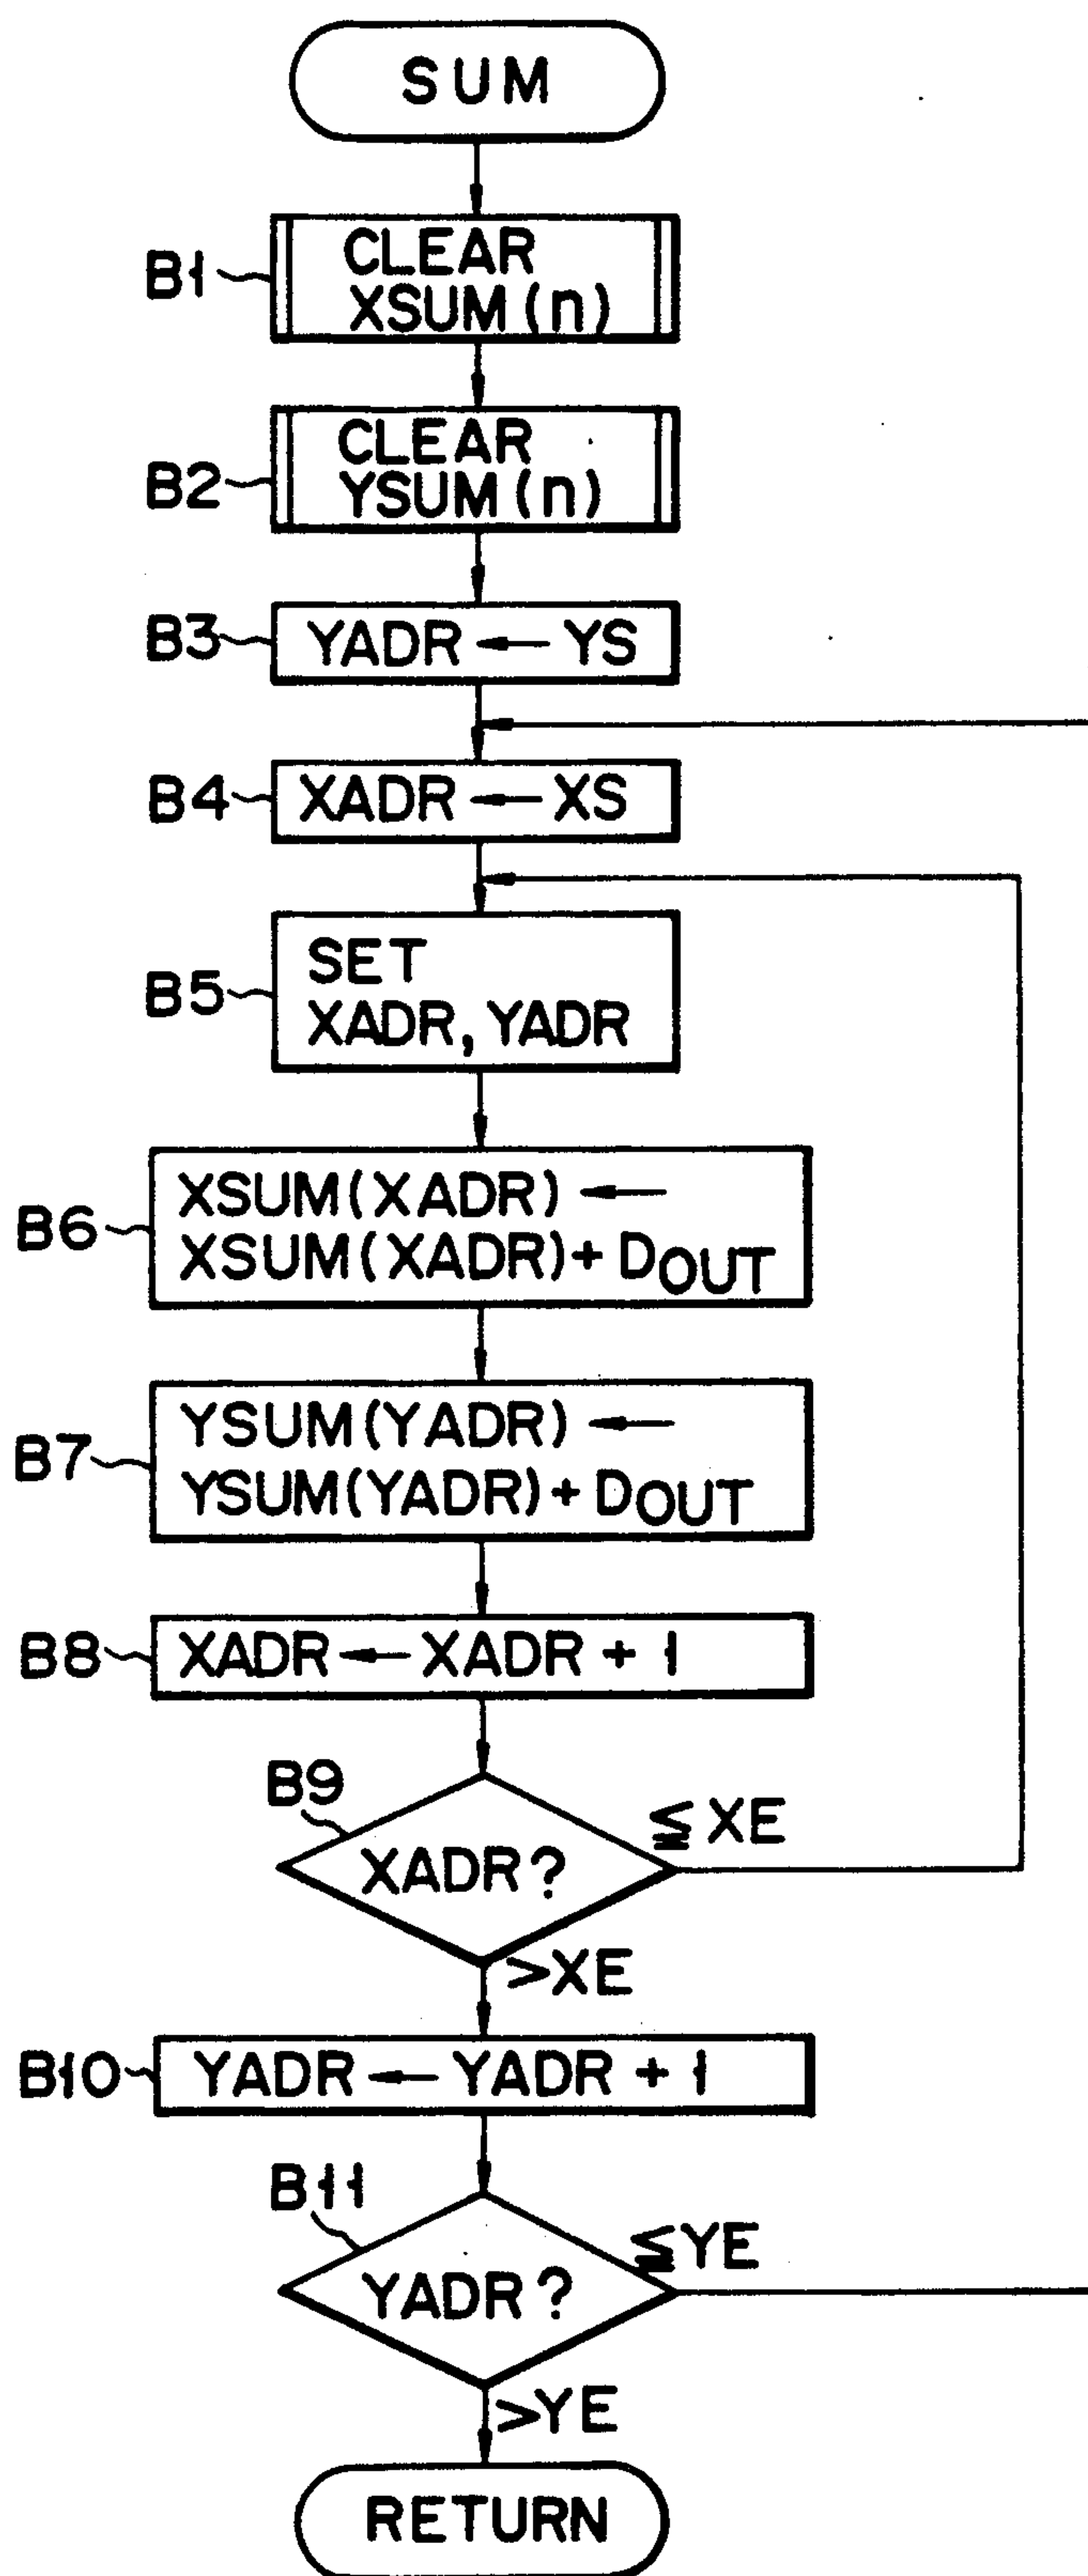 SUM
B1
CLEAR
XSUM(n)
B2
CLEAR
YSUM(n)
B3
YADR ← YS
B4
XADR ← XS
B5
SET
XADR, YADR
B6
XSUM(XADR) ←
XSUM(XADR) + DOUT
B7
YSUM(YADR) ←
YSUM(YADR) + DOUT
B8
XADR ← XADR + 1
B9
XADR?
≦ XE
>XE
B10
YADR ← YADR + 1
B11
YADR?
≦YE
>YE
RETURN